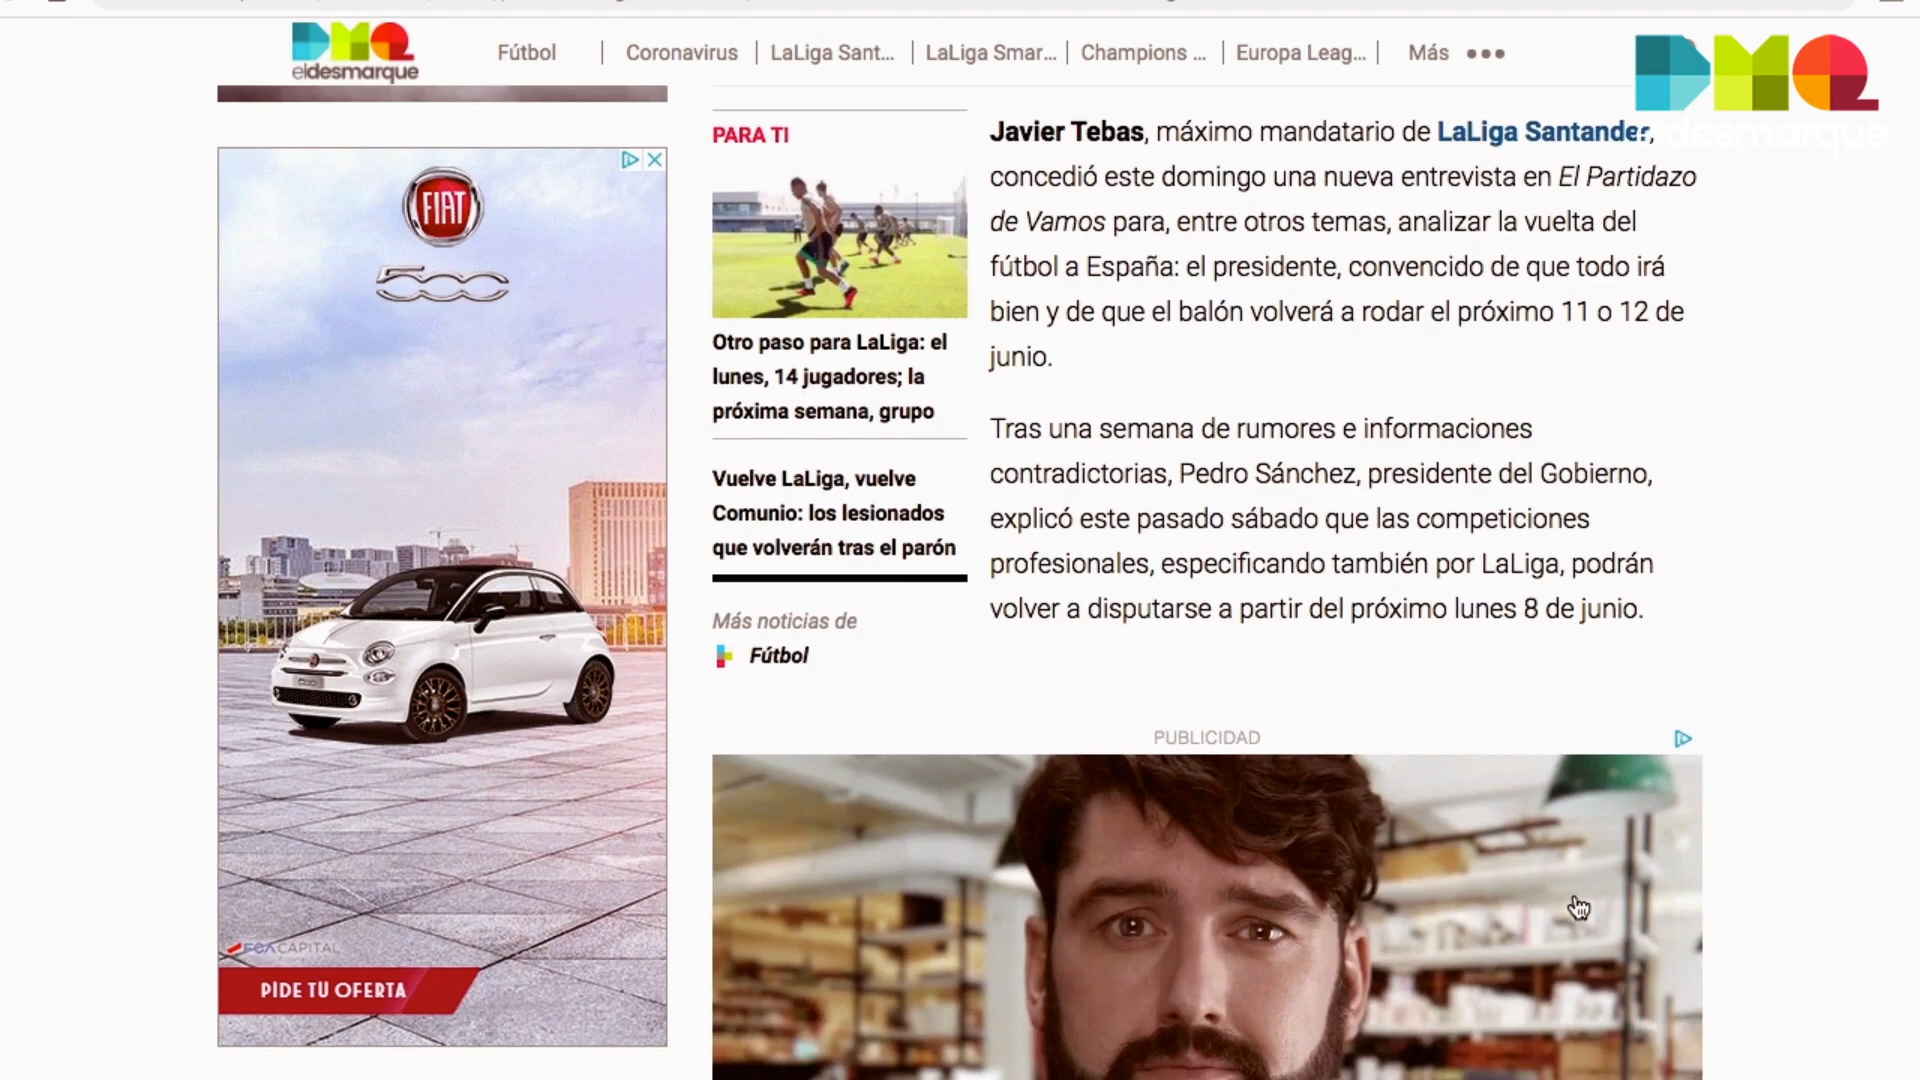 eldesmarque
Fútbol
Coronavirus
LaLiga Sant...
LaLiga Smar...
Champions ...
Europa Leag...
Más
eldesmarque
FIAT
500
FCA CAPITAL
PIDE TU OFERTA
PARA TI
Otro paso para LaLiga: el
lunes, 14 jugadores; la
próxima semana, grupo
Vuelve LaLiga, vuelve
Comunio: los lesionados
que volverán tras el parón
Más noticias de
Fútbol
Javier Tebas, máximo mandatario de LaLiga Santander,
concedió este domingo una nueva entrevista en El Partidazo
de Vamos para, entre otros temas, analizar la vuelta del
fútbol a España: el presidente, convencido de que todo irá
bien y de que el balón volverá a rodar el próximo 11 o 12 de
junio.
Tras una semana de rumores e informaciones
contradictorias, Pedro Sánchez, presidente del Gobierno,
explicó este pasado sábado que las competiciones
profesionales, especificando también por LaLiga, podrán
volver a disputarse a partir del próximo lunes 8 de junio.
PUBLICIDAD